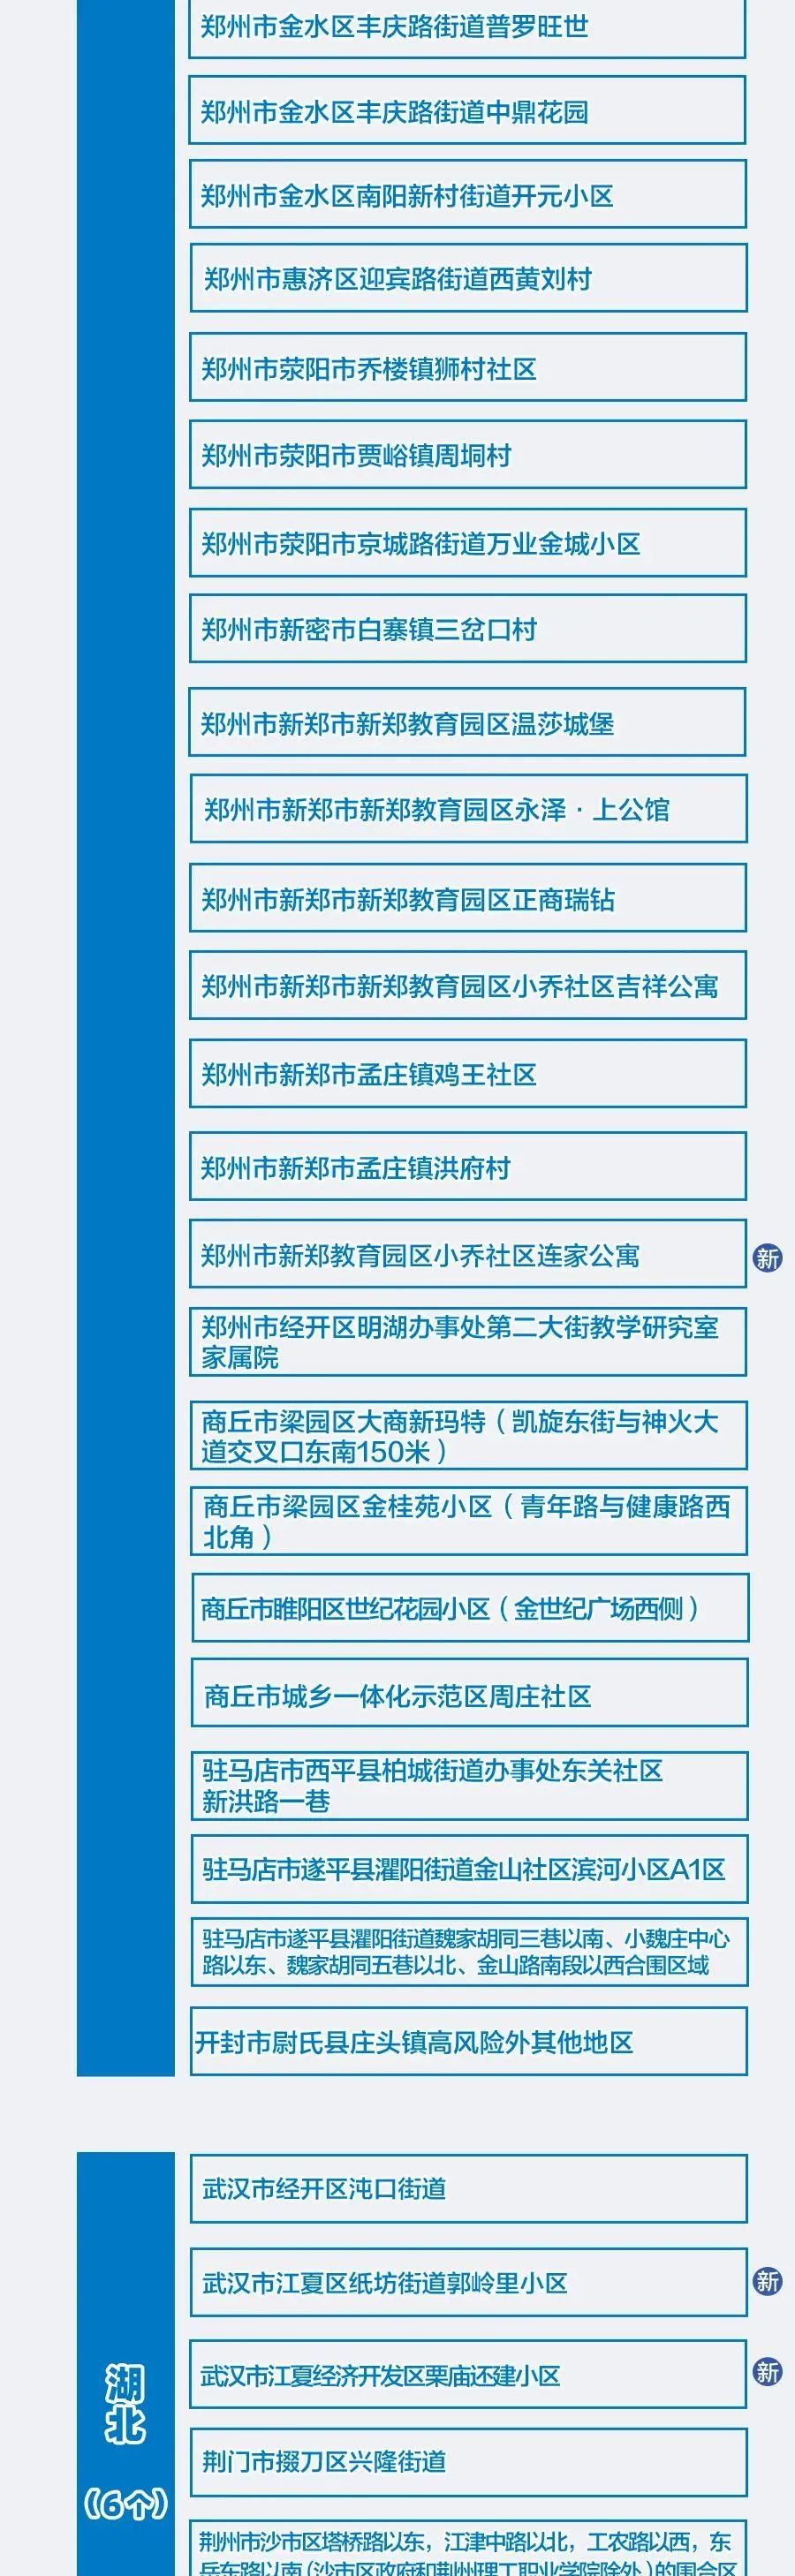 郑州市金水区丰庆路街道普罗旺世
郑州市金水区丰庆路街道中鼎花园
郑州市金水区南阳新村街道开元小区
郑州市惠济区迎宾路街道西黄刘村
郑州市荥阳市乔楼镇狮村社区
郑州市荥阳市贾峪镇周垌村
郑州市荥阳市京城路街道万业金城小区
郑州市新密市白寨镇三岔口村
郑州市新郑市新郑教育园区温莎城堡
郑州市新郑市新郑教育园区永泽·上公馆
郑州市新郑市新郑教育园区正商瑞钻
郑州市新郑市新郑教育园区小乔社区吉祥公寓
郑州市新郑市孟庄镇鸡王社区
郑州市新郑市孟庄镇洪府村
郑州市新郑教育园区小乔社区连家公寓
新
郑州市经开区明湖办事处第二大街教学研究室
家属院
商丘市梁园区大商新玛特（凯旋东街与神火大
道交叉口东南150米）
商丘市梁园区金桂苑小区（青年路与健康路西
北角）
商丘市睢阳区世纪花园小区（金世纪广场西侧）
商丘市城乡一体化示范区周庄社区
驻马店市西平县柏城街道办事处东关社区
新洪路一巷
驻马店市遂平县灈阳街道金山社区滨河小区A1区
驻马店市遂平县灈阳街道魏家胡同三巷以南、小魏庄中心
路以东、魏家胡同五巷以北、金山路南段以西合围区域
开封市尉氏县庄头镇高风险外其他地区
湖北
（6个）
武汉市经开区沌口街道
武汉市江夏区纸坊街道郭岭里小区
新
武汉市江夏经济开发区栗庙还建小区
新
荆门市掇刀区兴隆街道
荆州市沙市区塔桥路以东，江津中路以北，工农路以西，东
岳东路以南（沙市区政府和荆州理工职业学院除外）的围合区